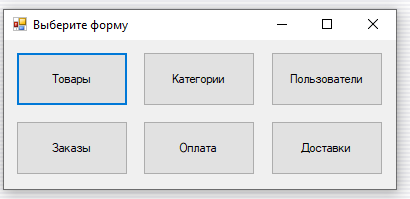 Выберите форму
Товары
Категории
Пользователи
Заказы
Оплата
Доставки